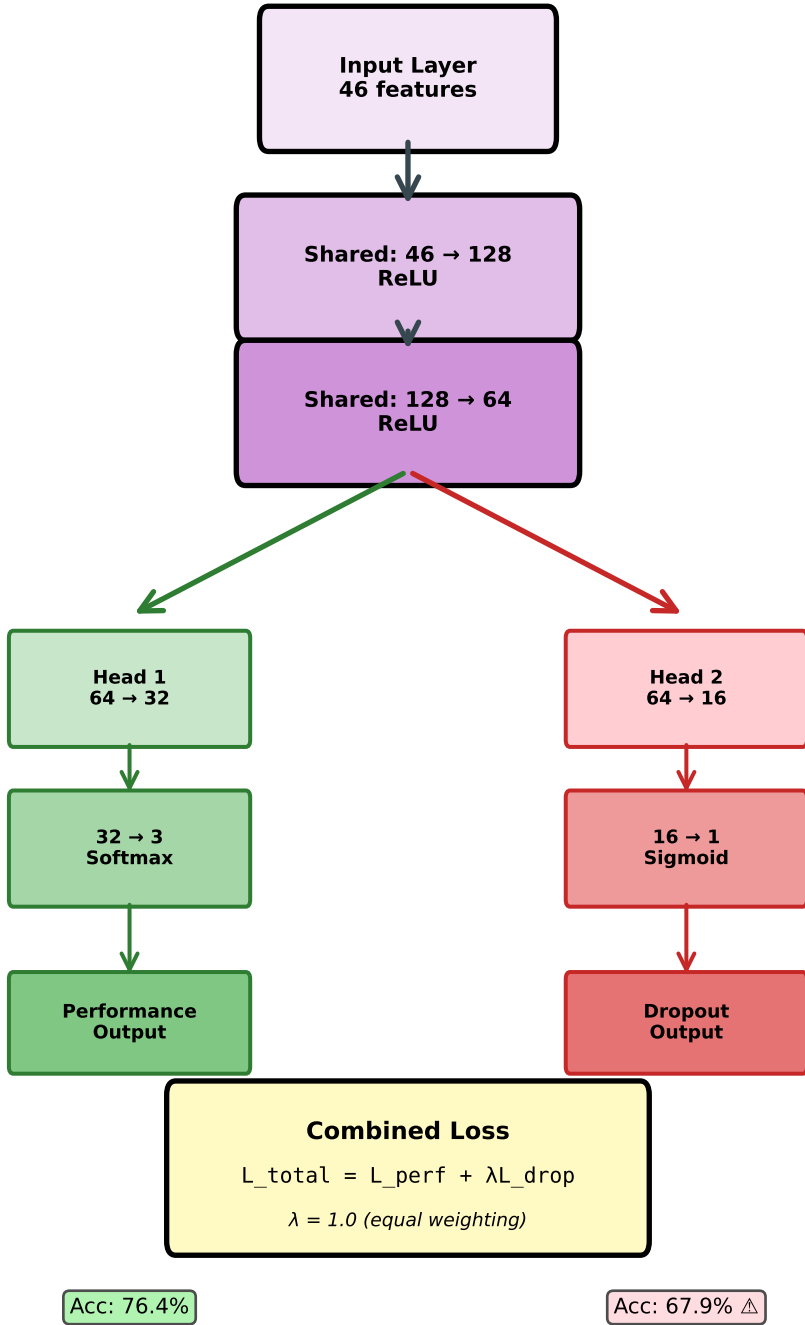 Input Layer
46 features
Shared: 46 → 128
ReLU
Shared: 128 → 64
ReLU
Head 1
64 → 32
Head 2
64 → 16
32 → 3
Softmax
16 → 1
Sigmoid
Performance
Output
Dropout
Output
Combined Loss
L_total = L_perf + λL_drop
λ = 1.0 (equal weighting)
Acc: 76.4%
Acc: 67.9% ⚠